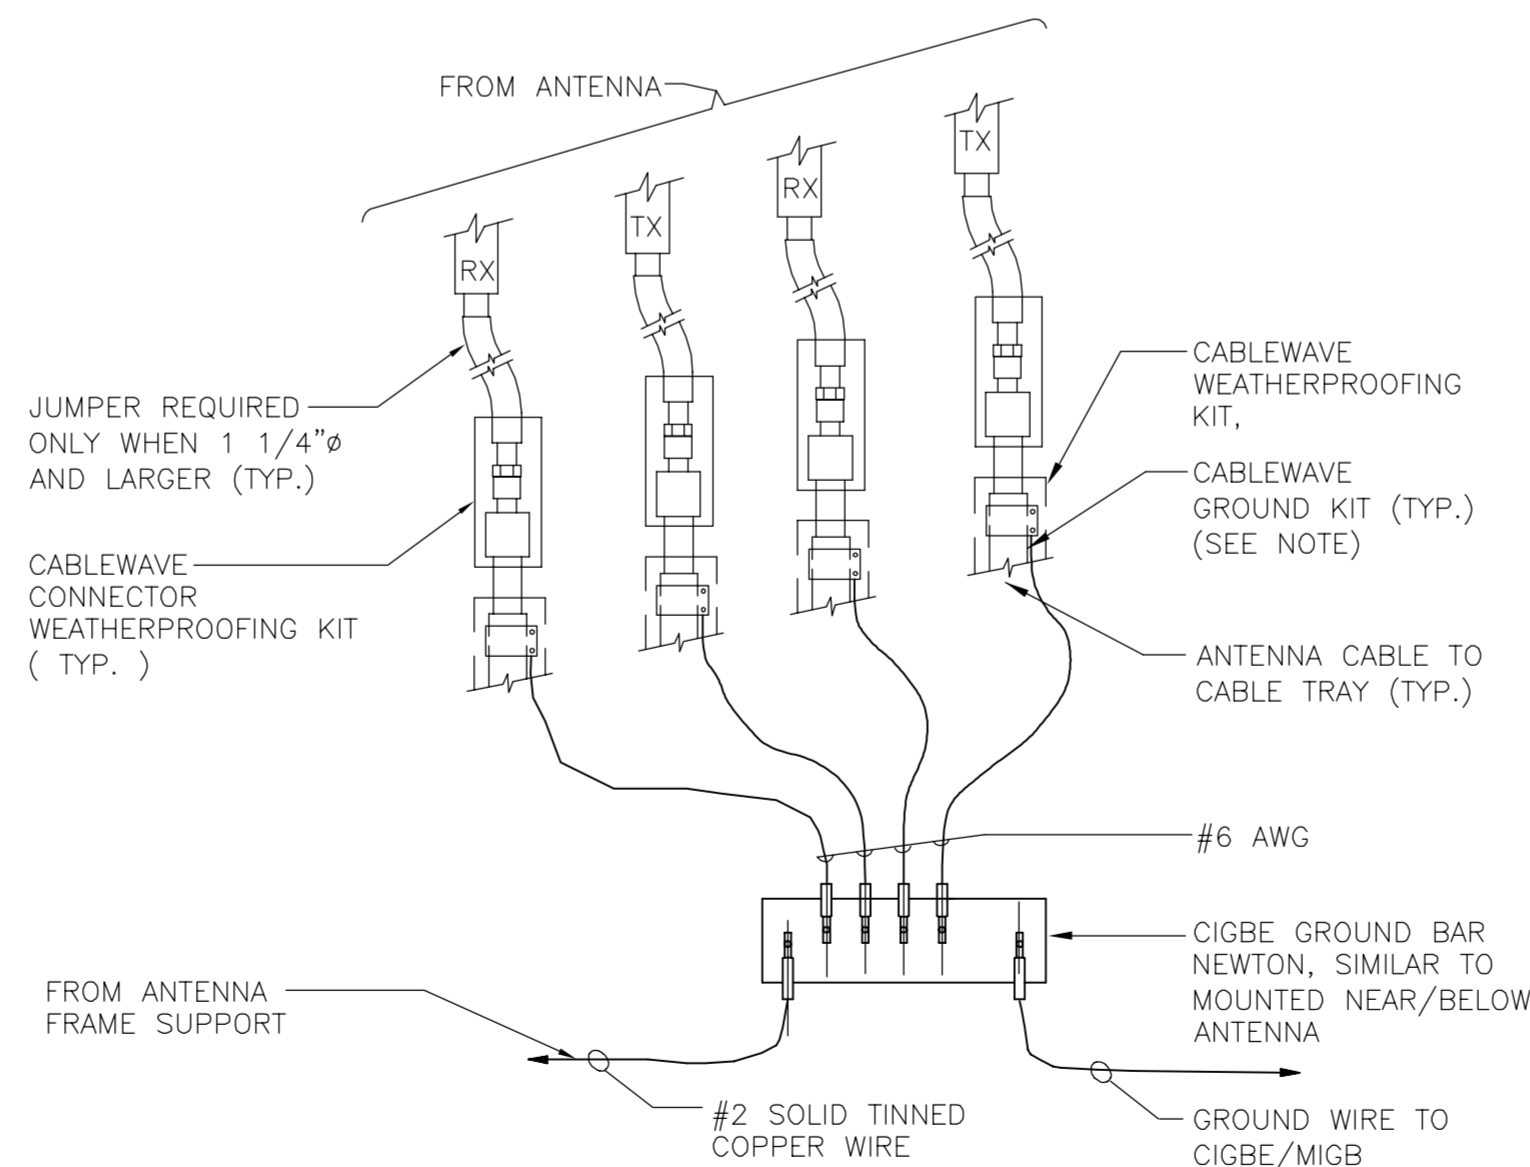 FROM ANTENNA
TX
RX
TX
RX
JUMPER REQUIRED
ONLY WHEN 1 1/4"ø
AND LARGER (TYP.)
CABLEWAVE
CONNECTOR
WEATHERPROOFING KIT
( TYP. )
CABLEWAVE
WEATHERPROOFING
KIT,
CABLEWAVE
GROUND KIT (TYP.)
(SEE NOTE)
ANTENNA CABLE TO
CABLE TRAY (TYP.)
#6 AWG
CIGBE GROUND BAR
NEWTON, SIMILAR TO
MOUNTED NEAR/BELOW
ANTENNA
FROM ANTENNA
FRAME SUPPORT
#2 SOLID TINNED
COPPER WIRE
GROUND WIRE TO
CIGBE/MIGB